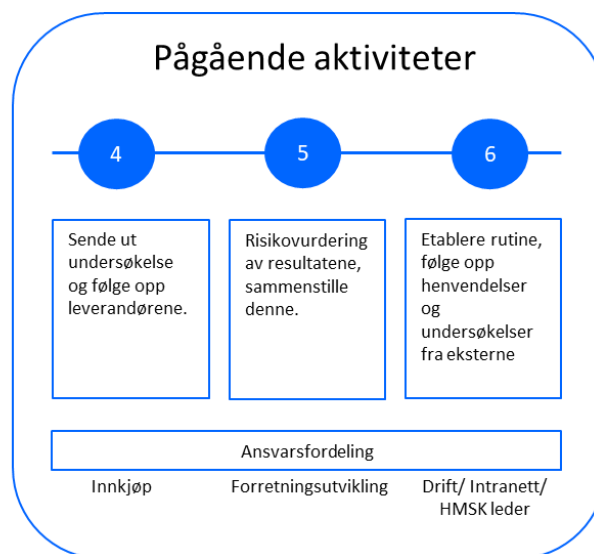 Pågående aktiviteter
4
5
6
Sende ut
undersøkelse
og følge opp
leverandørene.
Risikovurdering
av resultatene,
sammenstille
denne.
Etablere rutine,
følge opp
henvendelser
og
undersøkelser
fra eksterne
Ansvarsfordeling
Innkjøp
Forretningsutvikling
Drift/ Intranett/
HMSK leder